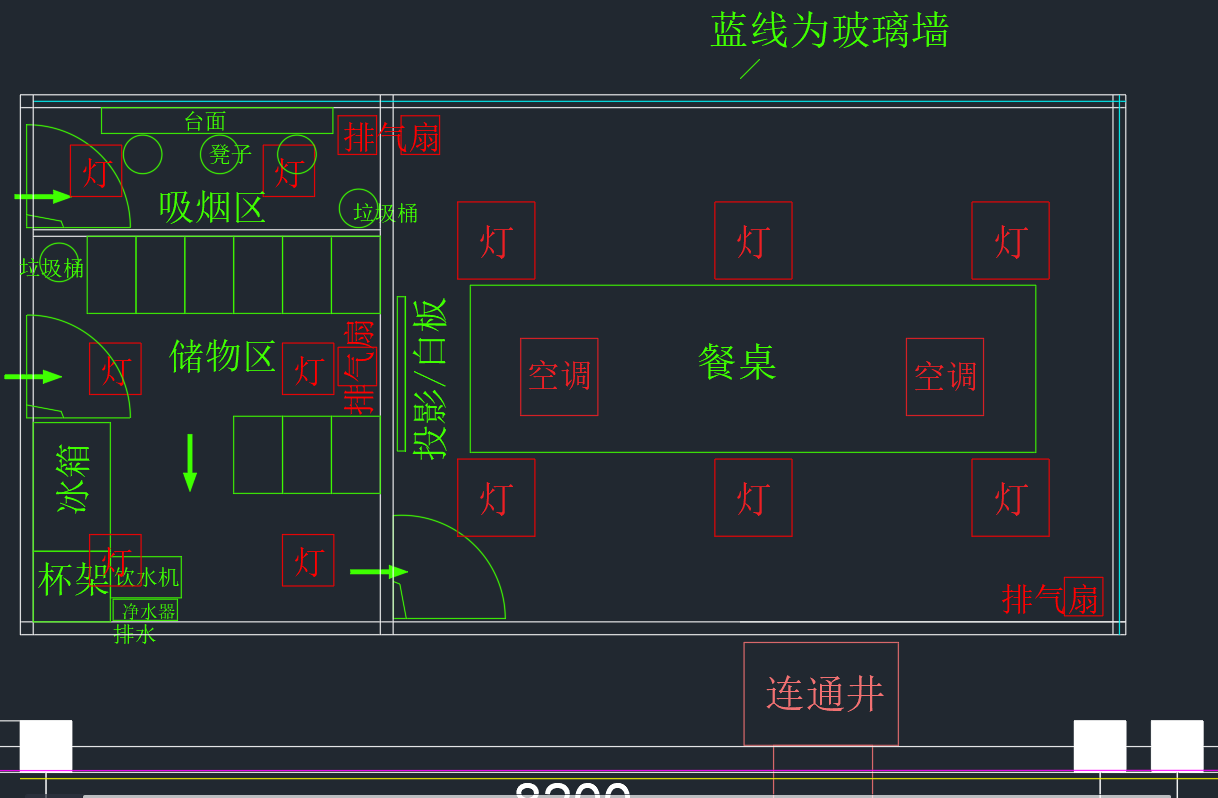 蓝线为玻璃墙
台面
排气扇
凳子
灯
灯
吸烟区
垃圾桶
垃圾桶
灯
灯
灯
储物区
灯
灯
排气扇
投影/白板
餐桌
空调
空调
冰箱
灯
灯
灯
灯
灯
杯架
饮水机
净水器
排水
排气扇
连通井